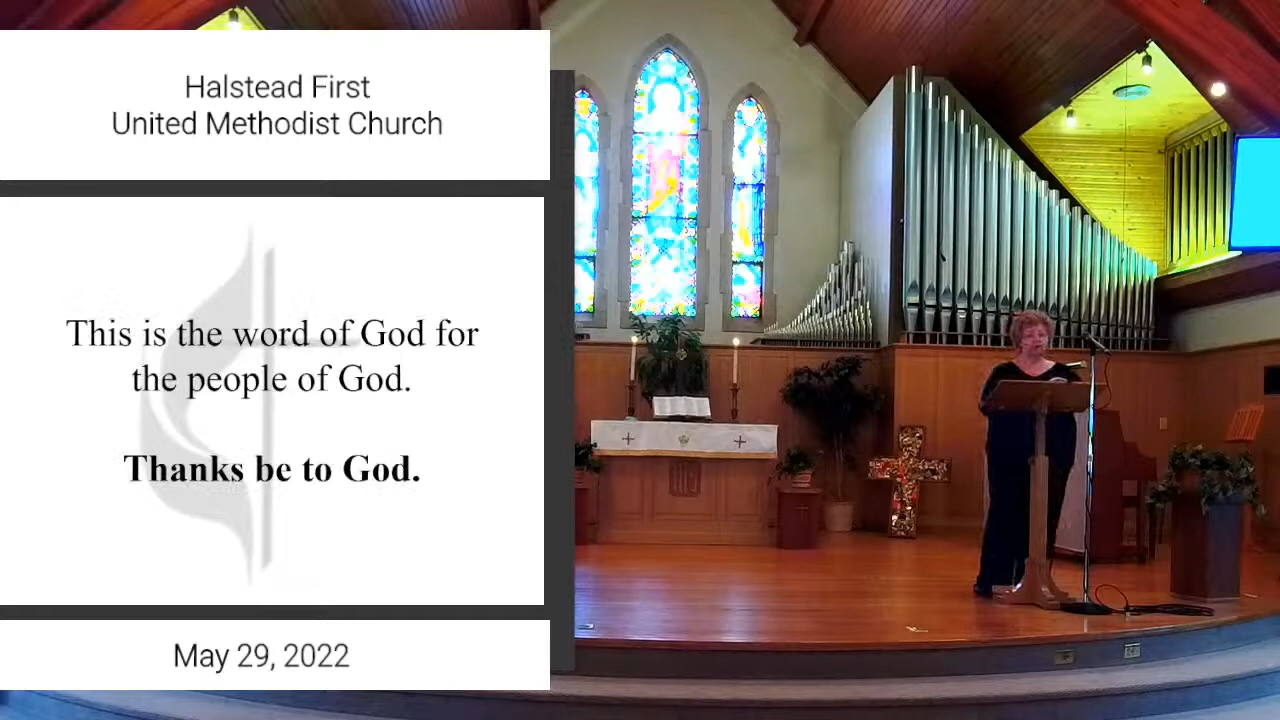 Halstead First
United Methodist Church
This is the word of God for
the people of God.
Thanks be to God.
May 29, 2022